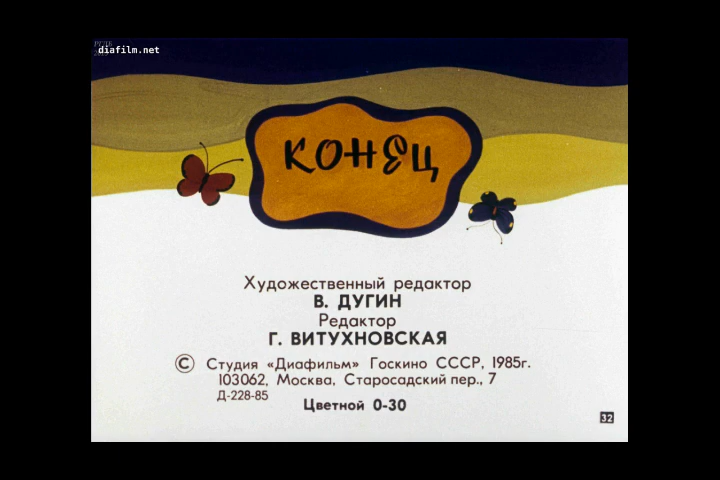 diafilm.net
КОНЕЦ
Художественный редактор
В. ДУГИН
Редактор
Г. ВИТУХНОВСКАЯ
© Студия «Диафильм» Госкино СССР, 1985г.
103062, Москва, Старосадский пер., 7
Д-228-85
Цветной 0-30
32